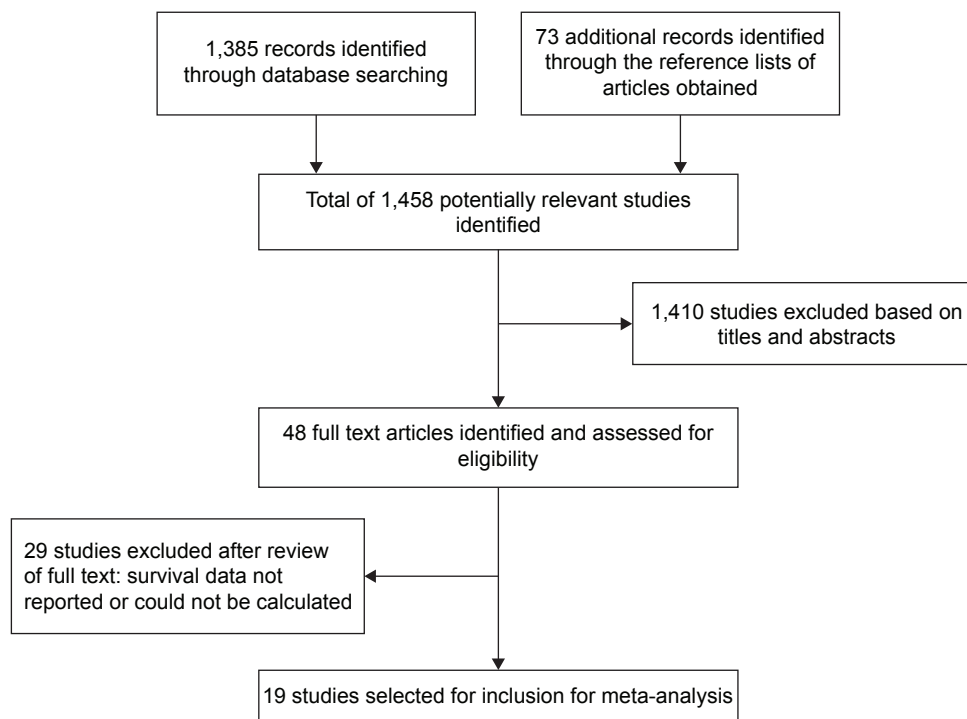 1,385 records identified
through database searching
73 additional records identified
through the reference lists of
articles obtained
Total of 1,458 potentially relevant studies
identified
1,410 studies excluded based on
titles and abstracts
48 full text articles identified and assessed for
eligibility
29 studies excluded after review
of full text: survival data not
reported or could not be calculated
19 studies selected for inclusion for meta-analysis